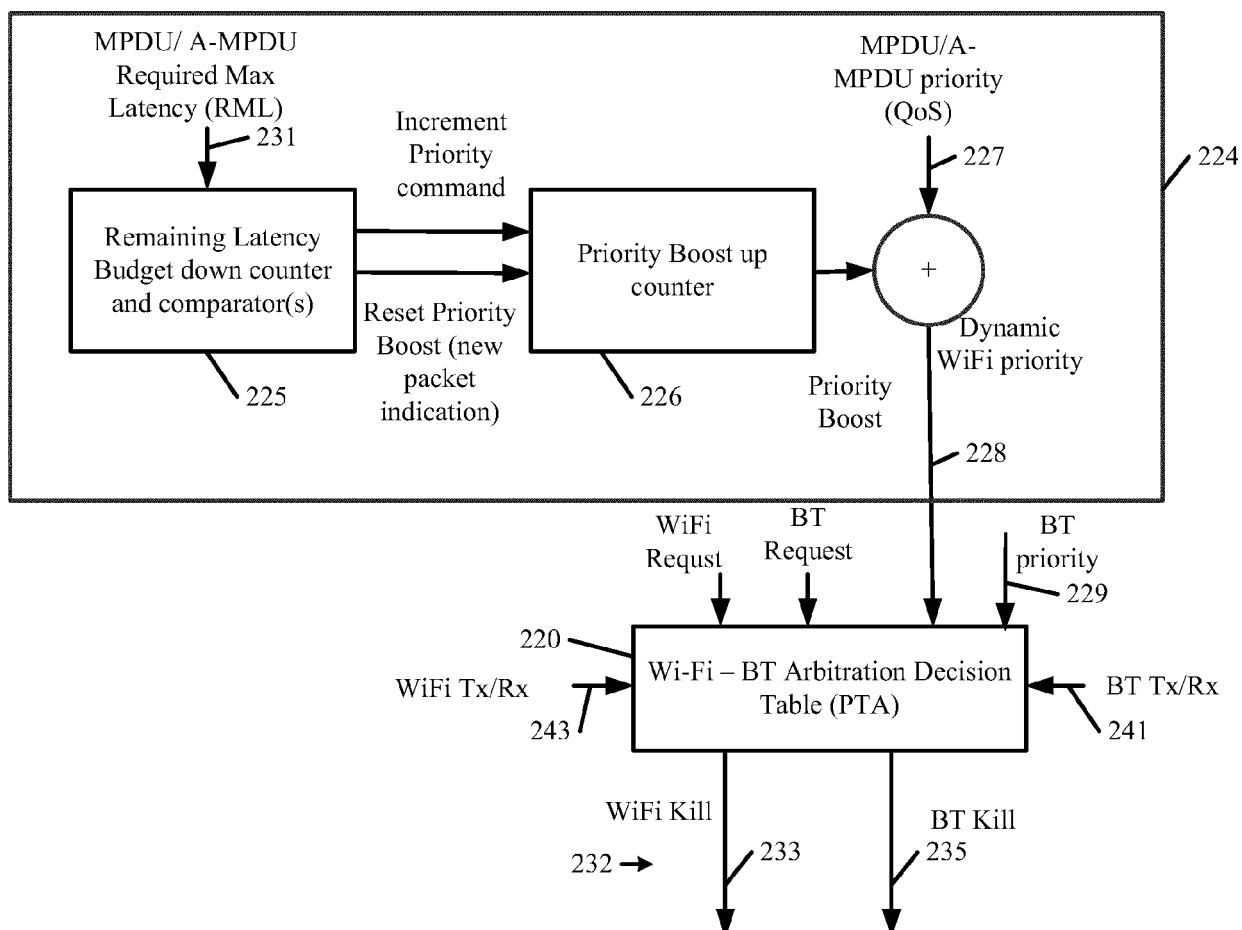 MPDU/ A-MPDU
Required Max
Latency (RML)
231
Increment
Priority
command
MPDU/A-
MPDU priority
(QoS)
227
224
Remaining Latency
Budget down counter
and comparator(s)
225
Reset Priority
Boost (new
packet
indication)
Priority Boost up
counter
226
+
Dynamic
WiFi priority
Priority
Boost
228
WiFi
Requst
BT
Request
BT
priority
229
220
Wi-Fi – BT Arbitration Decision
Table (PTA)
WiFi Tx/Rx
243
BT Tx/Rx
241
WiFi Kill
233
BT Kill
235
232